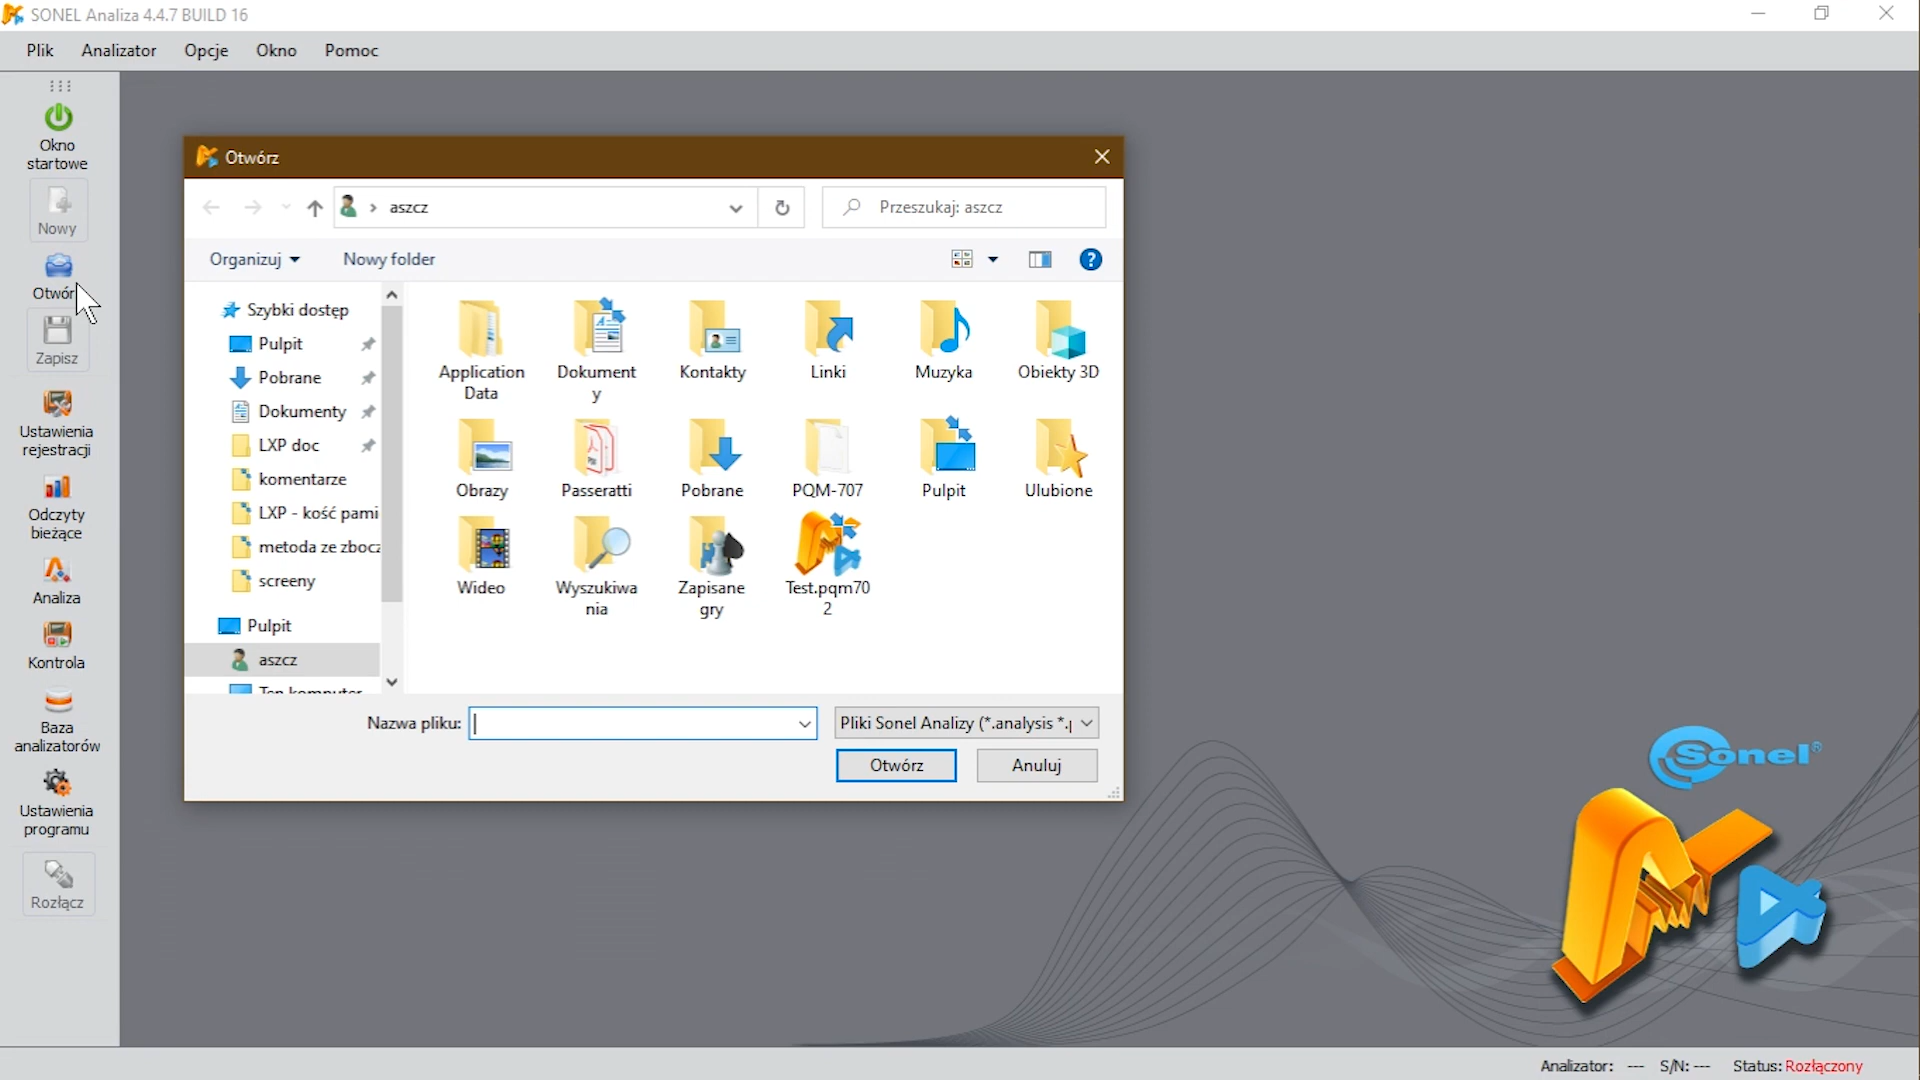 SONEL Analiza 4.4.7 BUILD 16
Plik Analizator Opcje Okno Pomoc
Okno
startowe
Nowy
Otwór
Zapisz
Ustawienia
rejestracji
Odczyty
bieżące
Analiza
Kontrola
Baza
analizatorów
Ustawienia
programu
Rozłącz
Otwórz
aszcz
Przeszukaj: aszcz
Organizuj Nowy folder
Szybki dostęp
Pulpit
Pobrane
Dokumenty
LXP doc
komentarze
LXP - kość pami
metoda ze zbocz
screeny
Pulpit
aszcz
Ten komputer
Application
Data
Dokument
y
Kontakty
Linki
Muzyka
Obiekty 3D
Obrazy
Passeratti
Pobrane
PQM-707
Pulpit
Ulubione
Wideo
Wyszukiwa
nia
Zapisane
gry
Test.pqm70
2
Nazwa pliku:
Pliki Sonel Analizy (*.analysis *.p
Otwórz Anuluj
Sonel®
4
Analizator: --- S/N: --- Status: Rozłączony